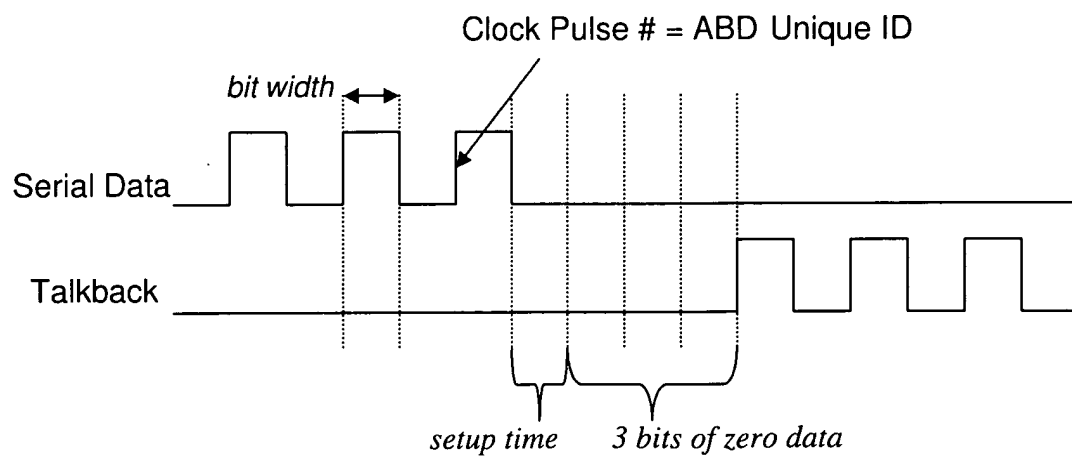 Clock Pulse # = ABD Unique ID
bit width
Serial Data
Talkback
setup time
3 bits of zero data